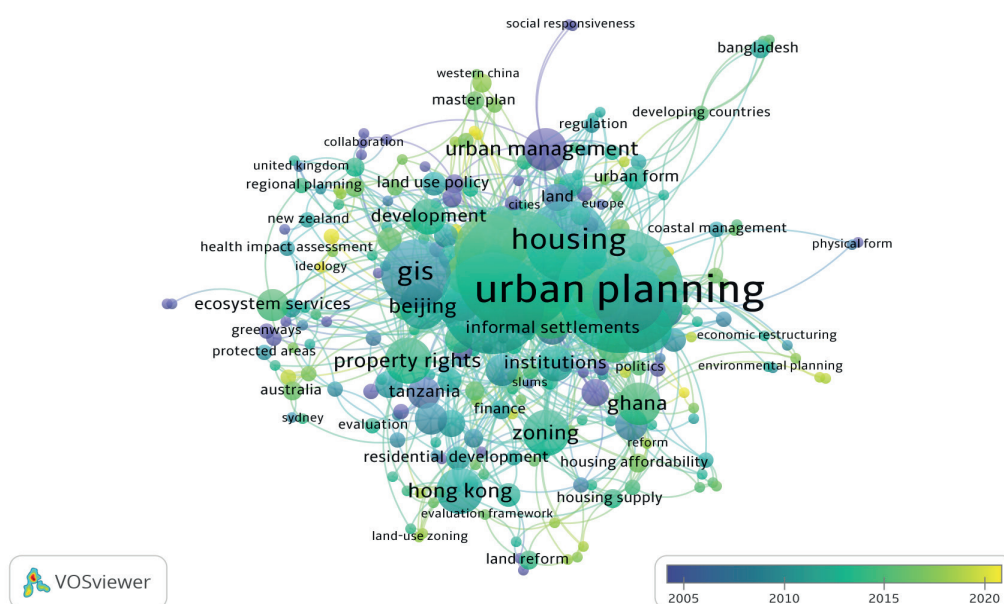 social responsiveness
bangladesh
western china
master plan
developing countries
regulation
collaboration
urban management
united kingdom
land use policy
urban form
regional planning
land
cities
europe
new zealand
development
coastal management
housing
physical form
health impact assessment
ideology
gis
urban planning
ecosystem services
beijing
greenways
informal settlements
economic restructuring
protected areas
property rights
institutions
politics
environmental planning
australia
tanzania
slums
sydney
evaluation
finance
ghana
zoning
reform
residential development
housing affordability
hong kong
housing supply
evaluation framework
land-use zoning
land reform
VOSviewer
2005 2010 2015 2020